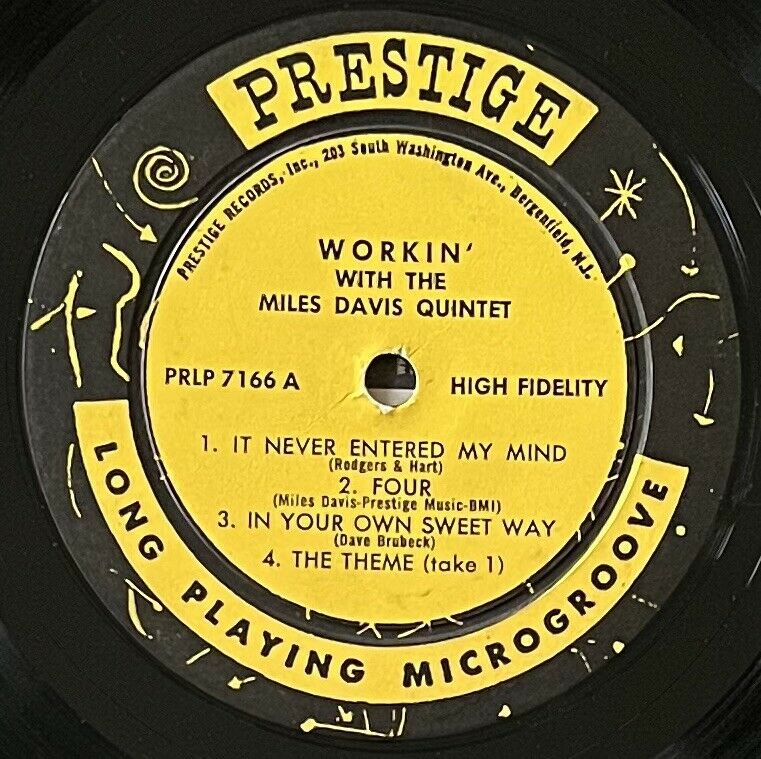 PRESTIGE
PRESTIGE RECORDS, Inc., 203 South Washington Ave., Bergenfield, N.J.
WORKIN'
WITH THE
MILES DAVIS QUINTET
PRLP 7166 A
HIGH FIDELITY
1. IT NEVER ENTERED MY MIND
(Rodgers & Hart)
2. FOUR
(Miles Davis-Prestige Music-BMI)
3. IN YOUR OWN SWEET WAY
(Dave Brubeck)
4. THE THEME (take 1)
LONG PLAYING MICROGROOVE